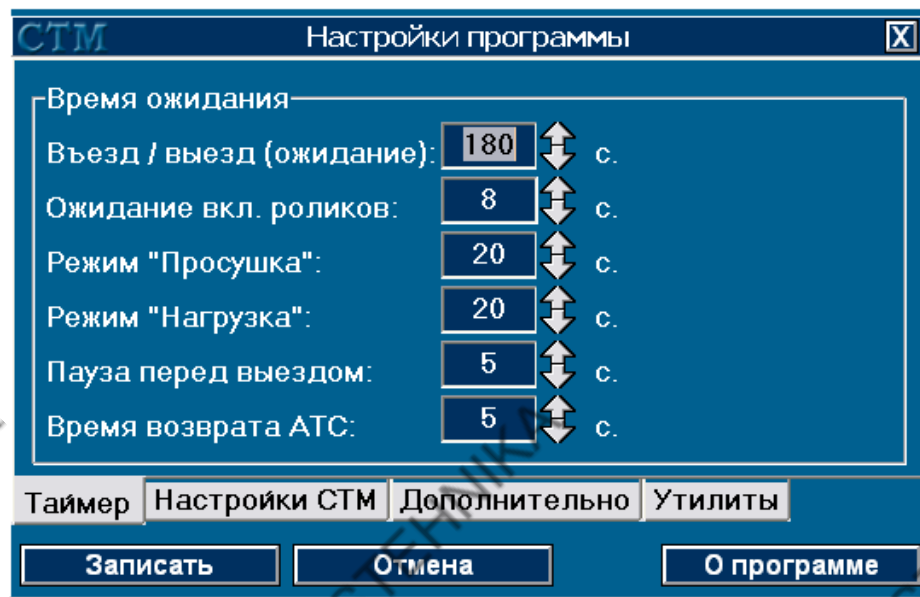 СТМ Настройки программы X
Время ожидания
Въезд / выезд (ожидание): 180 с.
Ожидание вкл. роликов: 8 с.
Режим "Просушка": 20 с.
Режим "Нагрузка": 20 с.
Пауза перед выездом: 5 с.
Время возврата АТС: 5 с.
Таймер Настройки СТМ Дополнительно Утилиты
Записать Отмена О программе